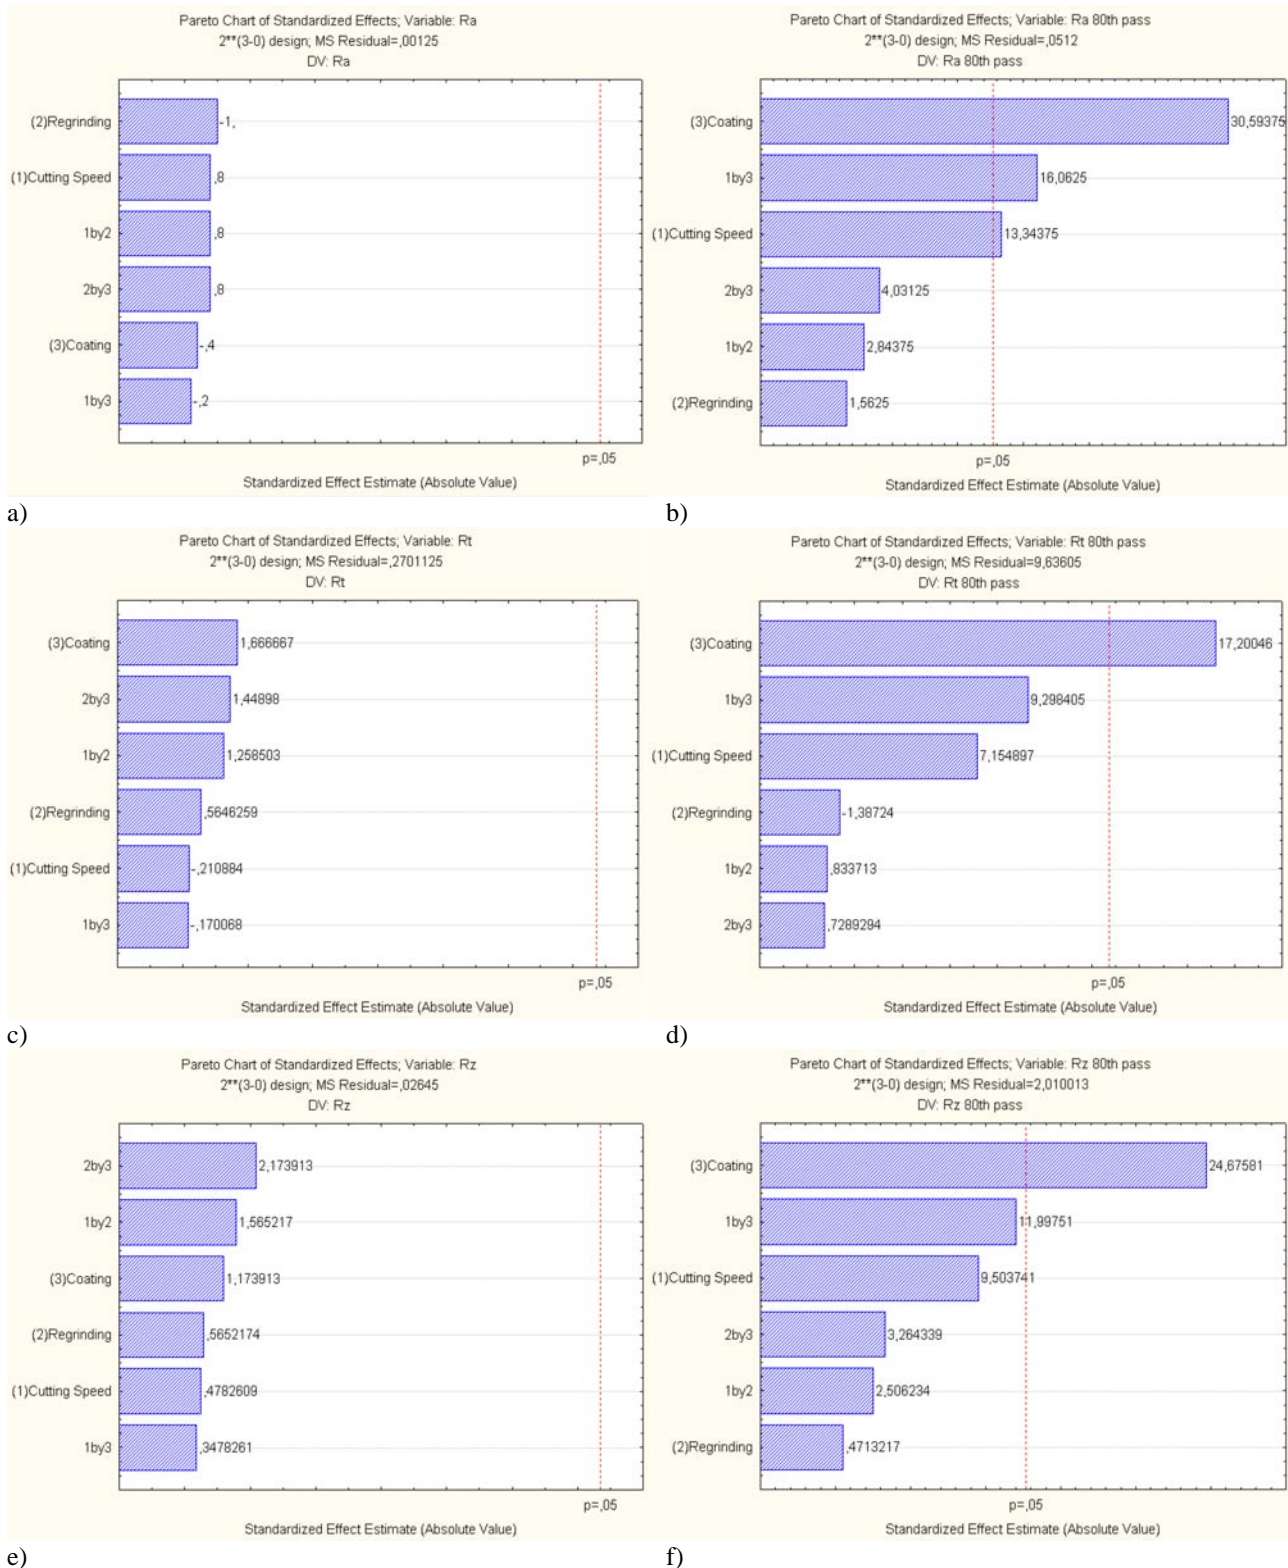 Pareto Chart of Standardized Effects; Variable: Ra
2**(3-0) design; MS Residual=,00125
DV: Ra
(2)Regrinding
-1,
(1)Cutting Speed
,8
1by2
,8
2by3
,8
(3)Coating
-,4
1by3
-,2
p=,05
Standardized Effect Estimate (Absolute Value)
a)
Pareto Chart of Standardized Effects; Variable: Ra 80th pass
2**(3-0) design; MS Residual=,0512
DV: Ra 80th pass
(3)Coating
30,59375
1by3
16,0625
(1)Cutting Speed
13,34375
2by3
4,03125
1by2
2,84375
(2)Regrinding
1,5625
p=,05
Standardized Effect Estimate (Absolute Value)
b)
Pareto Chart of Standardized Effects; Variable: Rt
2**(3-0) design; MS Residual=,2701125
DV: Rt
(3)Coating
1,666667
2by3
1,44898
1by2
1,258503
(2)Regrinding
,5646259
(1)Cutting Speed
-,210884
1by3
-,170068
p=,05
Standardized Effect Estimate (Absolute Value)
c)
Pareto Chart of Standardized Effects; Variable: Rt 80th pass
2**(3-0) design; MS Residual=9,63605
DV: Rt 80th pass
(3)Coating
17,20046
1by3
9,298405
(1)Cutting Speed
7,154897
(2)Regrinding
-1,38724
1by2
,833713
2by3
,7289294
p=,05
Standardized Effect Estimate (Absolute Value)
d)
Pareto Chart of Standardized Effects; Variable: Rz
2**(3-0) design; MS Residual=,02645
DV: Rz
2by3
2,173913
1by2
1,565217
(3)Coating
1,173913
(2)Regrinding
,5652174
(1)Cutting Speed
,4782609
1by3
,3478261
p=,05
Standardized Effect Estimate (Absolute Value)
e)
Pareto Chart of Standardized Effects; Variable: Rz 80th pass
2**(3-0) design; MS Residual=2,010013
DV: Rz 80th pass
(3)Coating
24,67581
1by3
11,99751
(1)Cutting Speed
9,503741
2by3
3,264339
1by2
2,506234
(2)Regrinding
,4713217
p=,05
Standardized Effect Estimate (Absolute Value)
f)